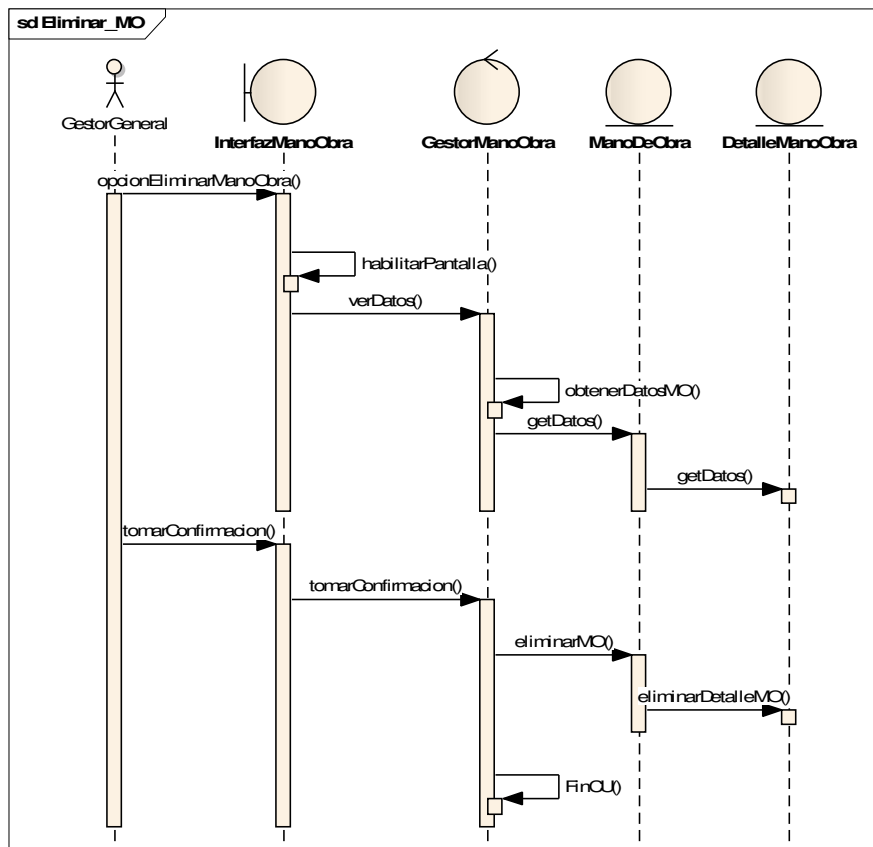 sd Eliminar_MO
GestorGeneral
InterfazManoObra
GestorManoObra
ManoDeObra
DetalleManoObra
opcionEliminarManoObra()
habilitarPantalla()
verDatos()
obtenerDatosMO()
getDatos()
getDatos()
tomarConfirmacion()
tomarConfirmacion()
eliminarMO()
eliminarDetalleMO()
FinCU()